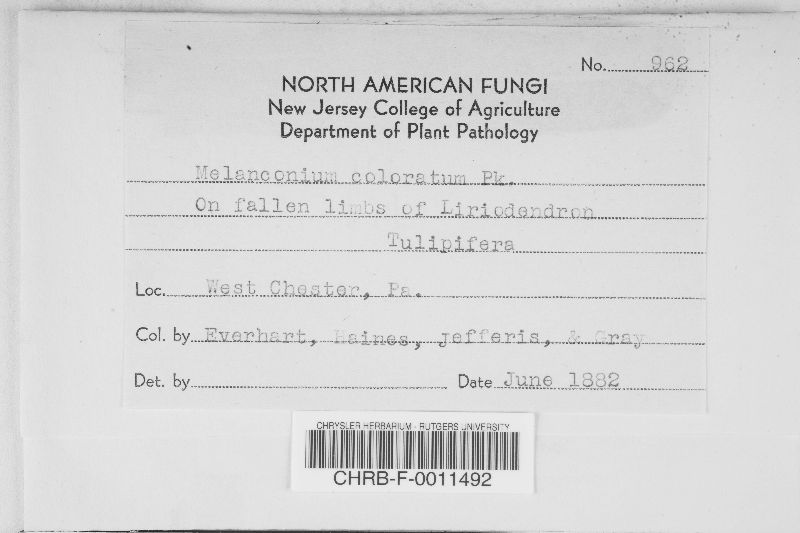 No. 962
NORTH AMERICAN FUNGI
New Jersey College of Agriculture
Department of Plant Pathology
Melanconium coloratum Pk.
On fallen limbs of Liriodendron
Tulipifera
Loc. West Chester, Pa.
Col. by Everhart, Haines, Jefferis, & Gray
Det. by
Date June 1882
CHRYSLER HERBARIUM - RUTGERS UNIVERSITY
CHRB-F-0011492